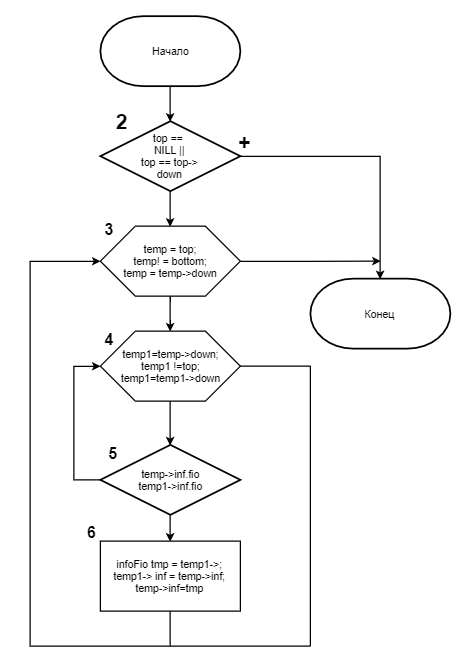 Начало
2
top ==
NILL ||
top == top->
down
+
3
temp = top;
temp! = bottom;
temp = temp->down
Конец
4
temp1=temp->down;
temp1 !=top;
temp1=temp1->down
5
temp->inf.fio
temp1->inf.fio
6
infoFio tmp = temp1->;
temp1-> inf = temp->inf;
temp->inf=tmp